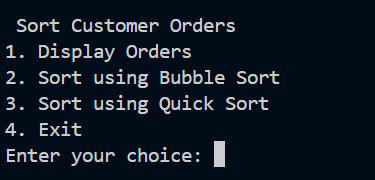 Sort Customer Orders
1. Display Orders
2. Sort using Bubble Sort
3. Sort using Quick Sort
4. Exit
Enter your choice: